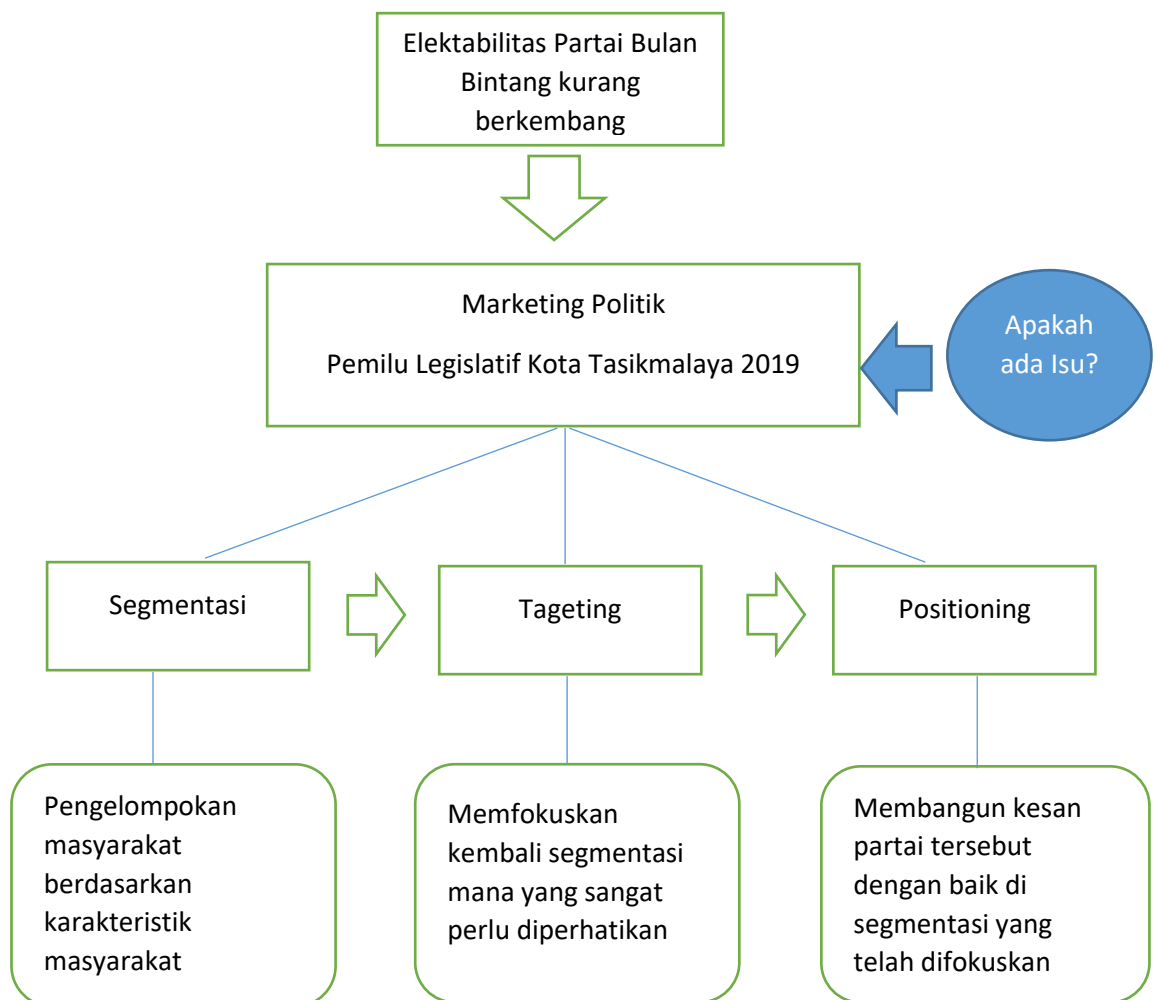 Elektabilitas Partai Bulan
Bintang kurang
berkembang
Marketing Politik
Pemilu Legislatif Kota Tasikmalaya 2019
Apakah
ada Isu?
Segmentasi
Tageting
Positioning
Pengelompokan
masyarakat
berdasarkan
karakteristik
masyarakat
Memfokuskan
kembali segmentasi
mana yang sangat
perlu diperhatikan
Membangun kesan
partai tersebut
dengan baik di
segmentasi yang
telah difokuskan